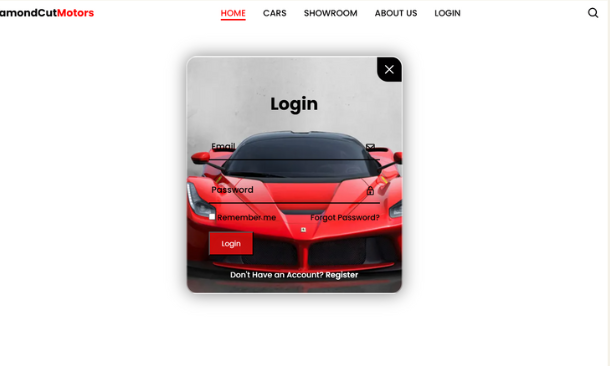 amondCutMotors
HOME CARS SHOWROOM ABOUT US LOGIN
Login
Email
Password
Remember me Forgot Password?
Login
Don't Have an Account? Register